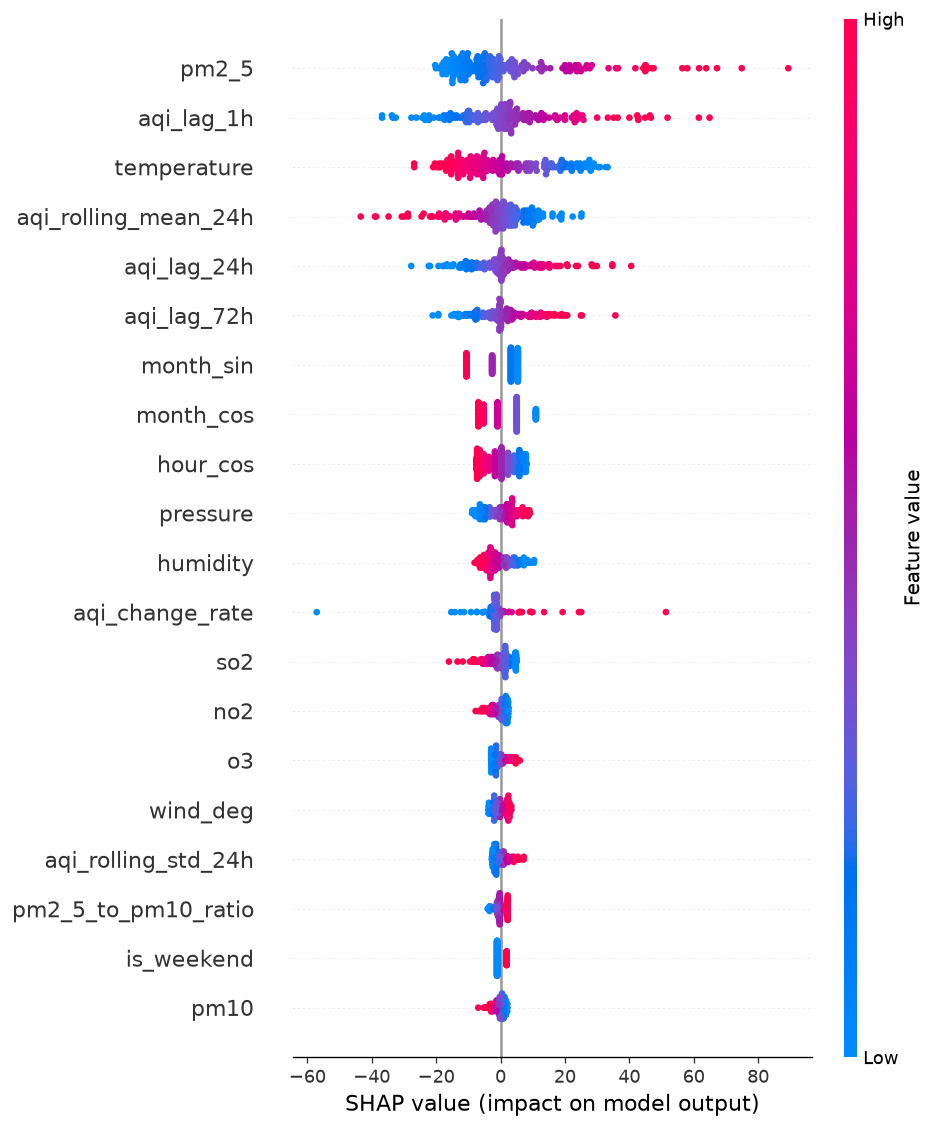 High
pm2_5
aqi_lag_1h
temperature
aqi_rolling_mean_24h
aqi_lag_24h
aqi_lag_72h
month_sin
month_cos
hour_cos
pressure
humidity
aqi_change_rate
so2
no2
o3
wind_deg
aqi_rolling_std_24h
pm2_5_to_pm10_ratio
is_weekend
pm10
Feature value
Low
−60 −40 −20 0 20 40 60 80
SHAP value (impact on model output)